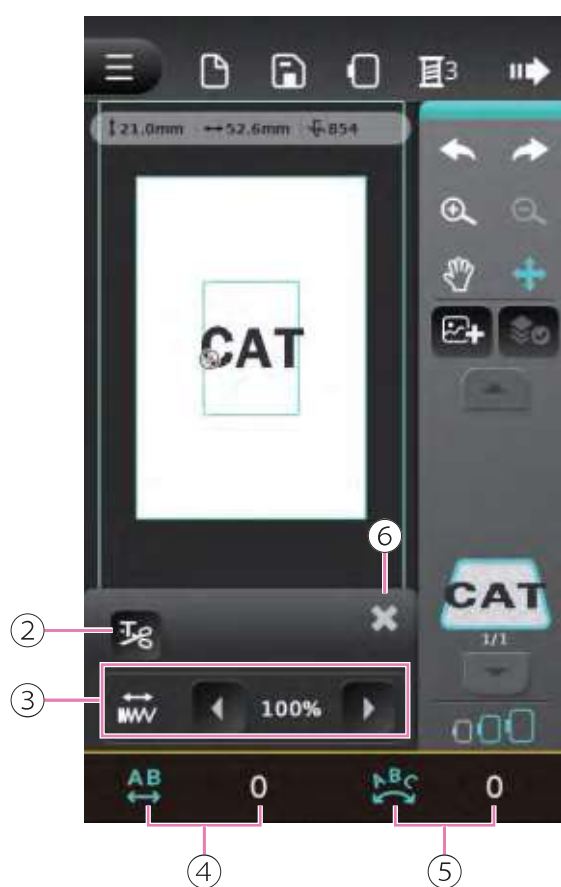 3
21.0mm 52.6mm 854
CAT
⑥
CAT
②
1/1
③ 100%
AB 0 ABC 0
④ ⑤